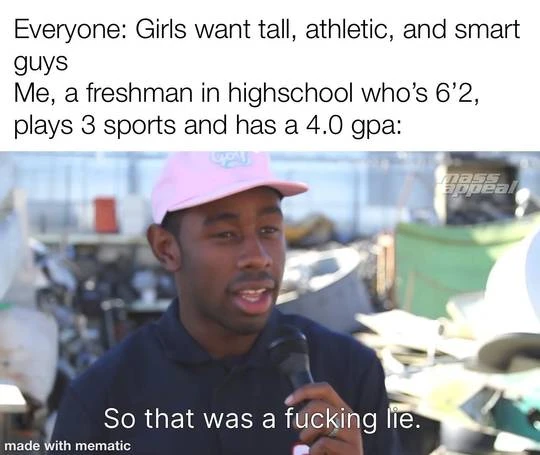 Everyone: Girls want tall, athletic, and smart
guys
Me, a freshman in highschool who’s 6’2,
plays 3 sports and has a 4.0 gpa:
GOLF
mass
appeal
So that was a fucking lie.
made with mematic